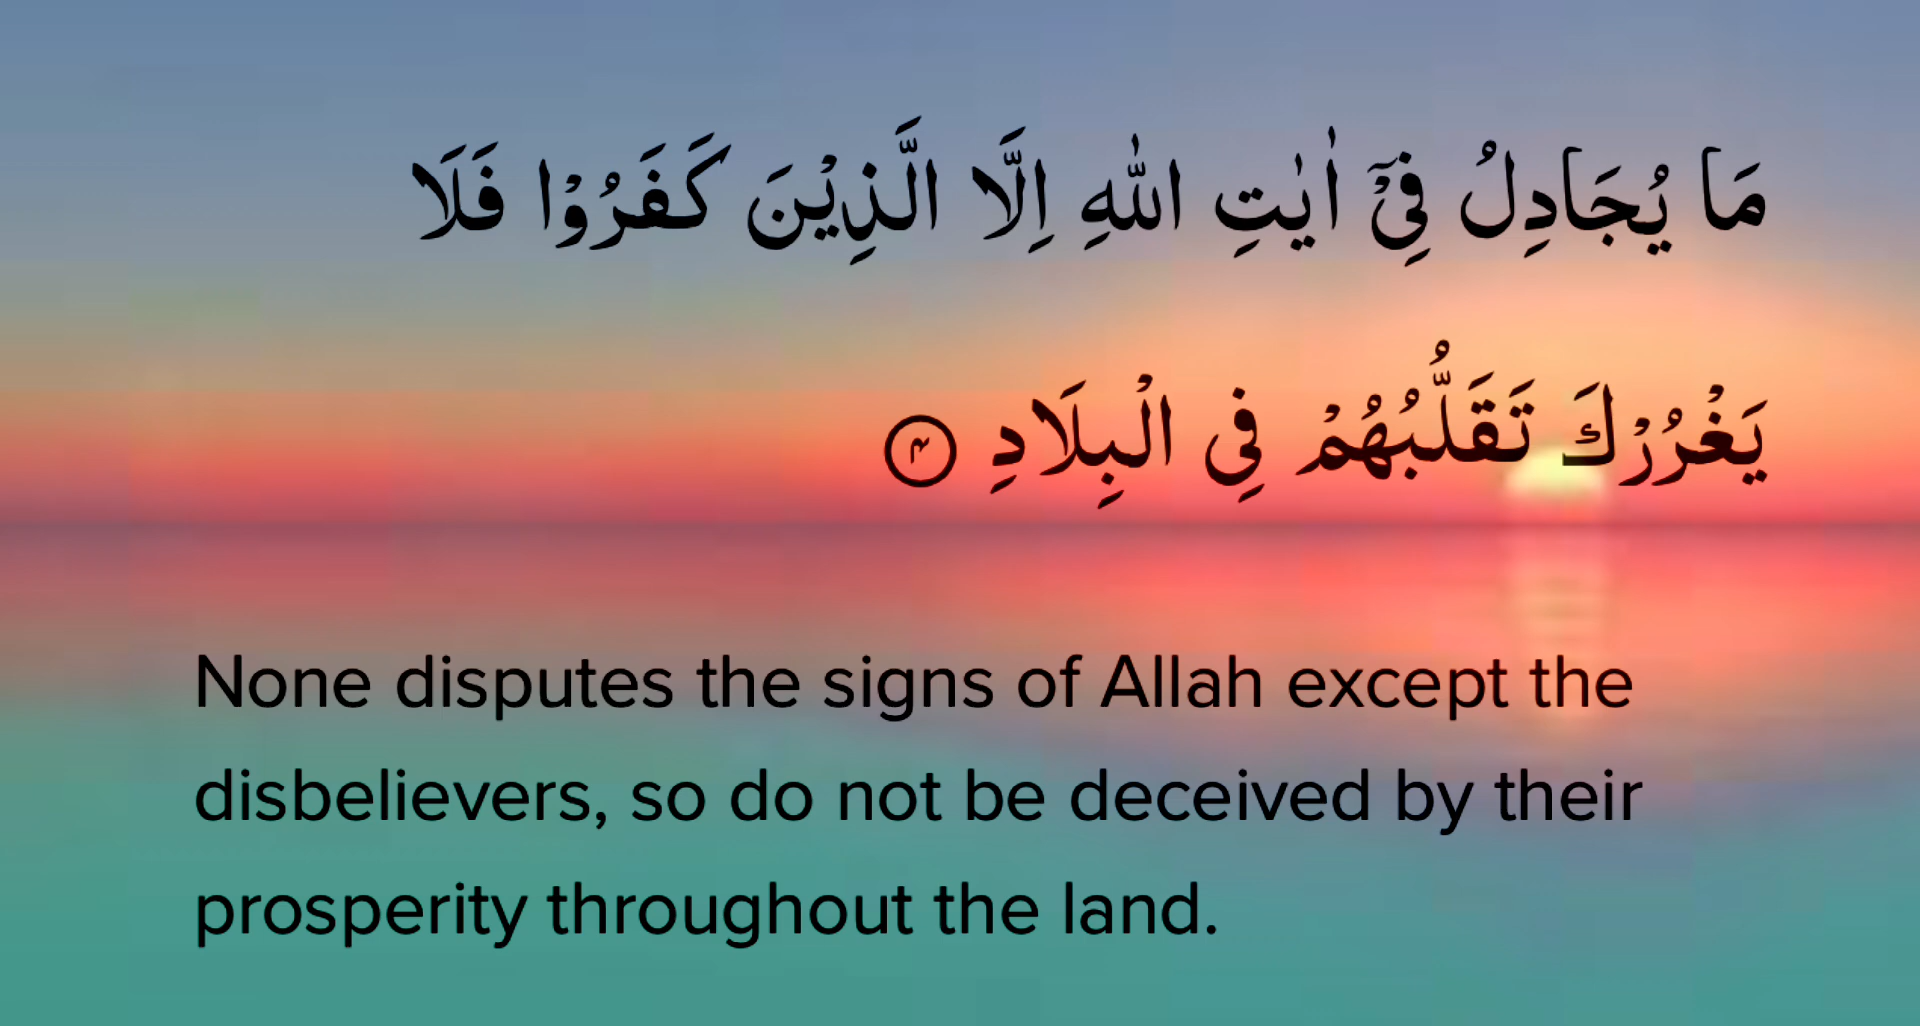 مَا يُجَادِلُ فِىْۤ اٰيٰتِ اللّٰهِ اِلَّا الَّذِيْنَ كَفَرُوْا فَلَا
يَغْرُرْكَ تَقَلُّبُهُمْ فِى الْبِلَادِ ۴
None disputes the signs of Allah except the
disbelievers, so do not be deceived by their
prosperity throughout the land.